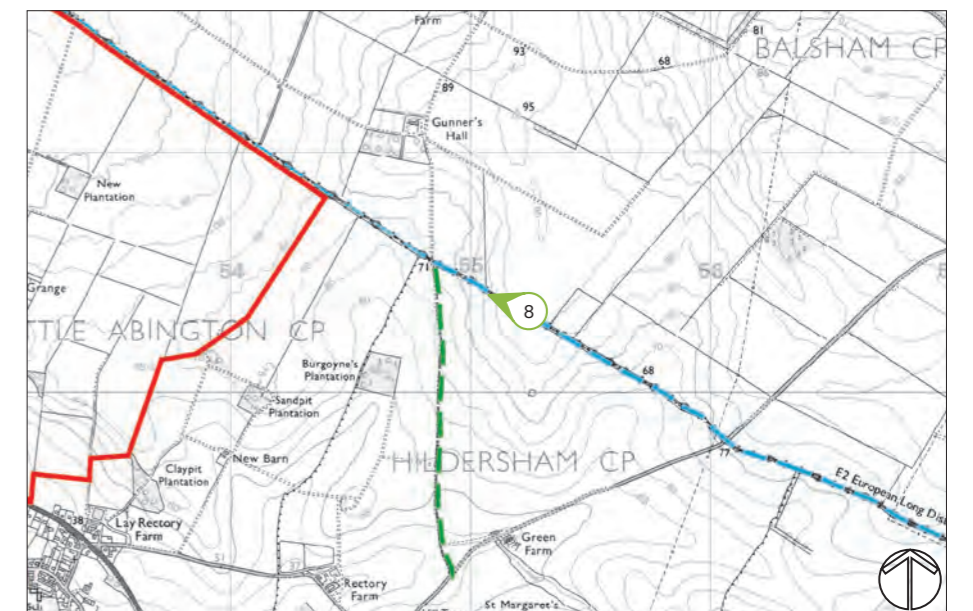 Farm
81
BALSHAM CP
93
68
89
95
Gunner's
Hall
New
Plantation
54
71
55
56
Grange
8
TTLE ABINGTON CP
Burgoyne's
Plantation
68
Sandpit
Plantation
New Barn
HILDERSHAM CP
77
Claypit
Plantation
E2 European Long Dis
38
Lay Rectory
Farm
51
Green
Farm
37
Rectory
Farm
St Margaret's